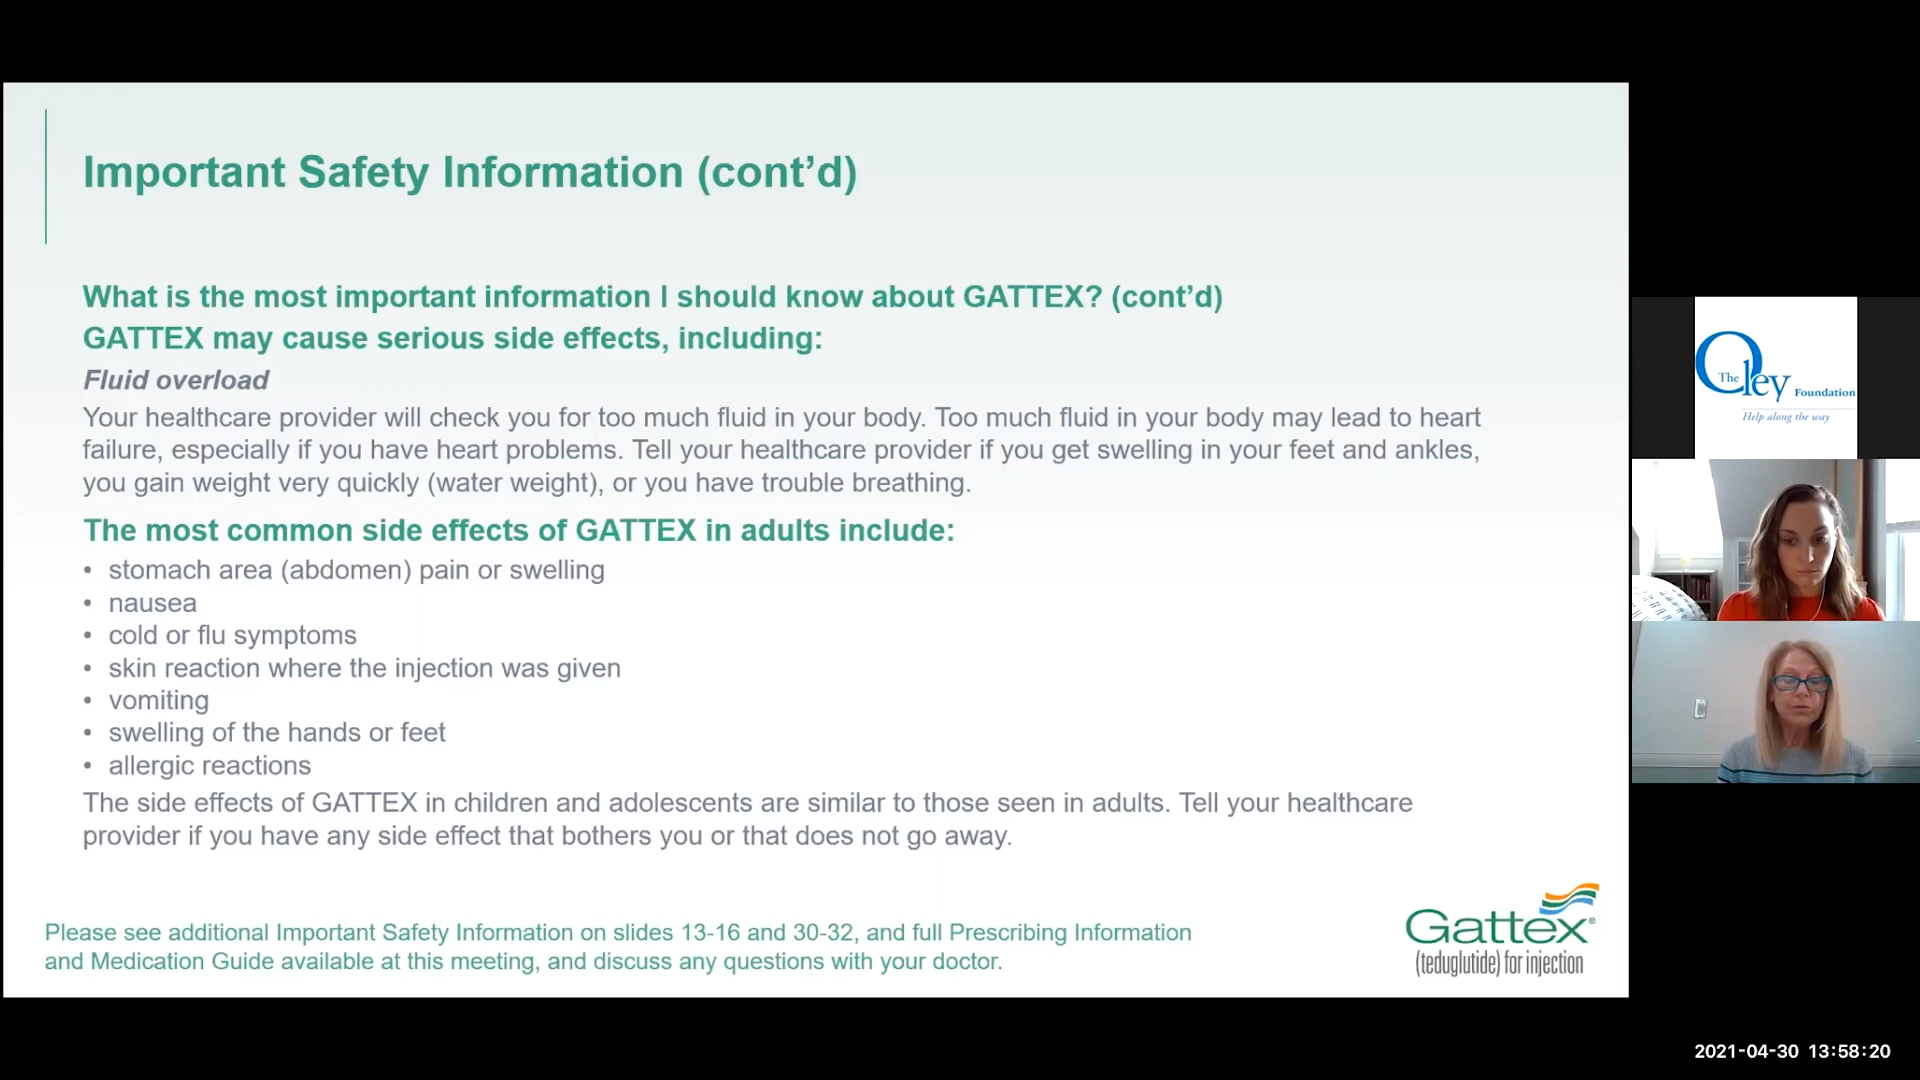 Important Safety Information (cont’d)
What is the most important information I should know about GATTEX? (cont’d)
GATTEX may cause serious side effects, including:
Fluid overload
Your healthcare provider will check you for too much fluid in your body. Too much fluid in your body may lead to heart
failure, especially if you have heart problems. Tell your healthcare provider if you get swelling in your feet and ankles,
you gain weight very quickly (water weight), or you have trouble breathing.
The most common side effects of GATTEX in adults include:
• stomach area (abdomen) pain or swelling
• nausea
• cold or flu symptoms
• skin reaction where the injection was given
• vomiting
• swelling of the hands or feet
• allergic reactions
The side effects of GATTEX in children and adolescents are similar to those seen in adults. Tell your healthcare
provider if you have any side effect that bothers you or that does not go away.
Please see additional Important Safety Information on slides 13-16 and 30-32, and full Prescribing Information
and Medication Guide available at this meeting, and discuss any questions with your doctor.
Gattex®
(teduglutide) for injection
The Oley Foundation
Help along the way
2021-04-30 13:58:20